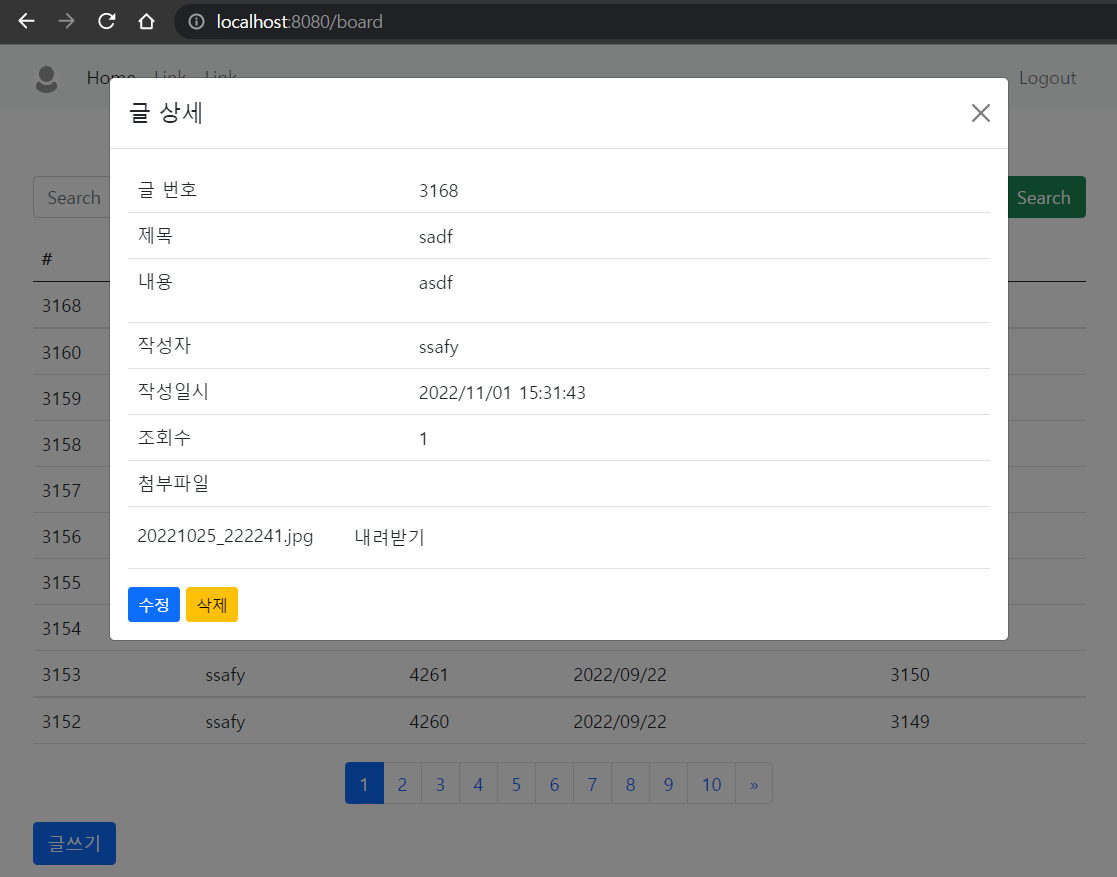 localhost:8080/board
Home Link Link Logout
글 상세
Search Search
글 번호 3168
제목 sadf
내용 asdf
작성자 ssafy
작성일시 2022/11/01 15:31:43
조회수 1
첨부파일
20221025_222241.jpg 내려받기
수정 삭제
#
3168
3160
3159
3158
3157
3156
3155
3154
3153 ssafy 4261 2022/09/22 3150
3152 ssafy 4260 2022/09/22 3149
1 2 3 4 5 6 7 8 9 10 »
글쓰기